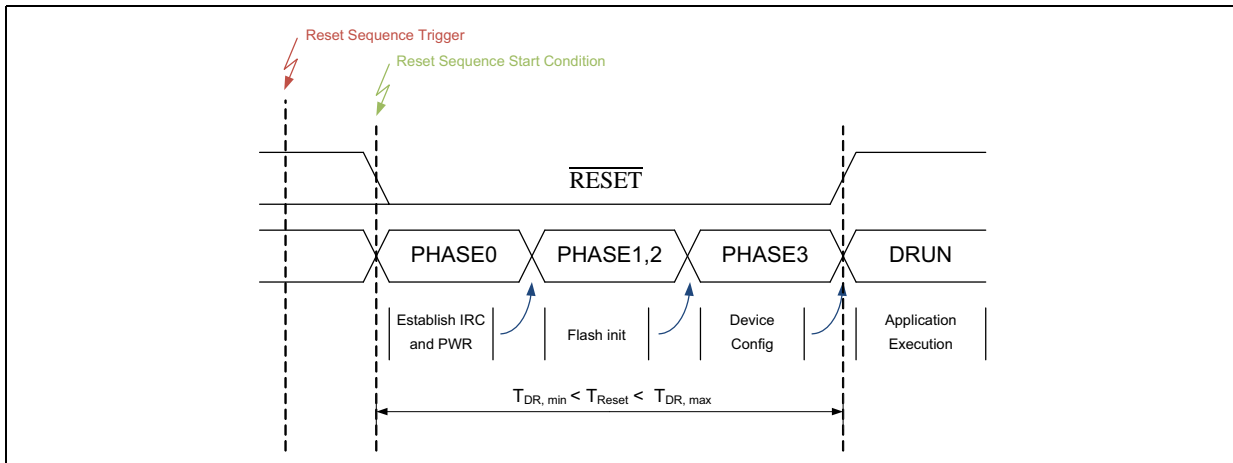 Reset Sequence Trigger
Reset Sequence Start Condition
RESET
PHASE0
PHASE1,2
PHASE3
DRUN
Establish IRC
and PWR
Flash init
Device
Config
Application
Execution
TDR, min < TReset < TDR, max